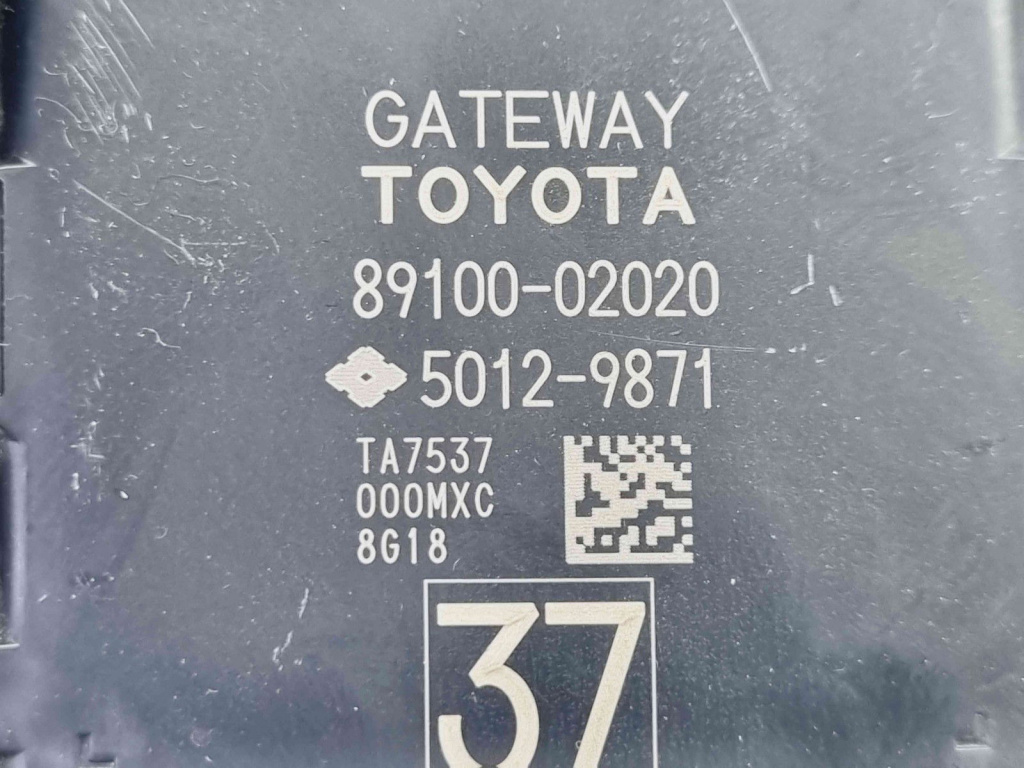 GATEWAY
TOYOTA
89100-02020
5012-9871
TA7537
000MXC
8G18
37